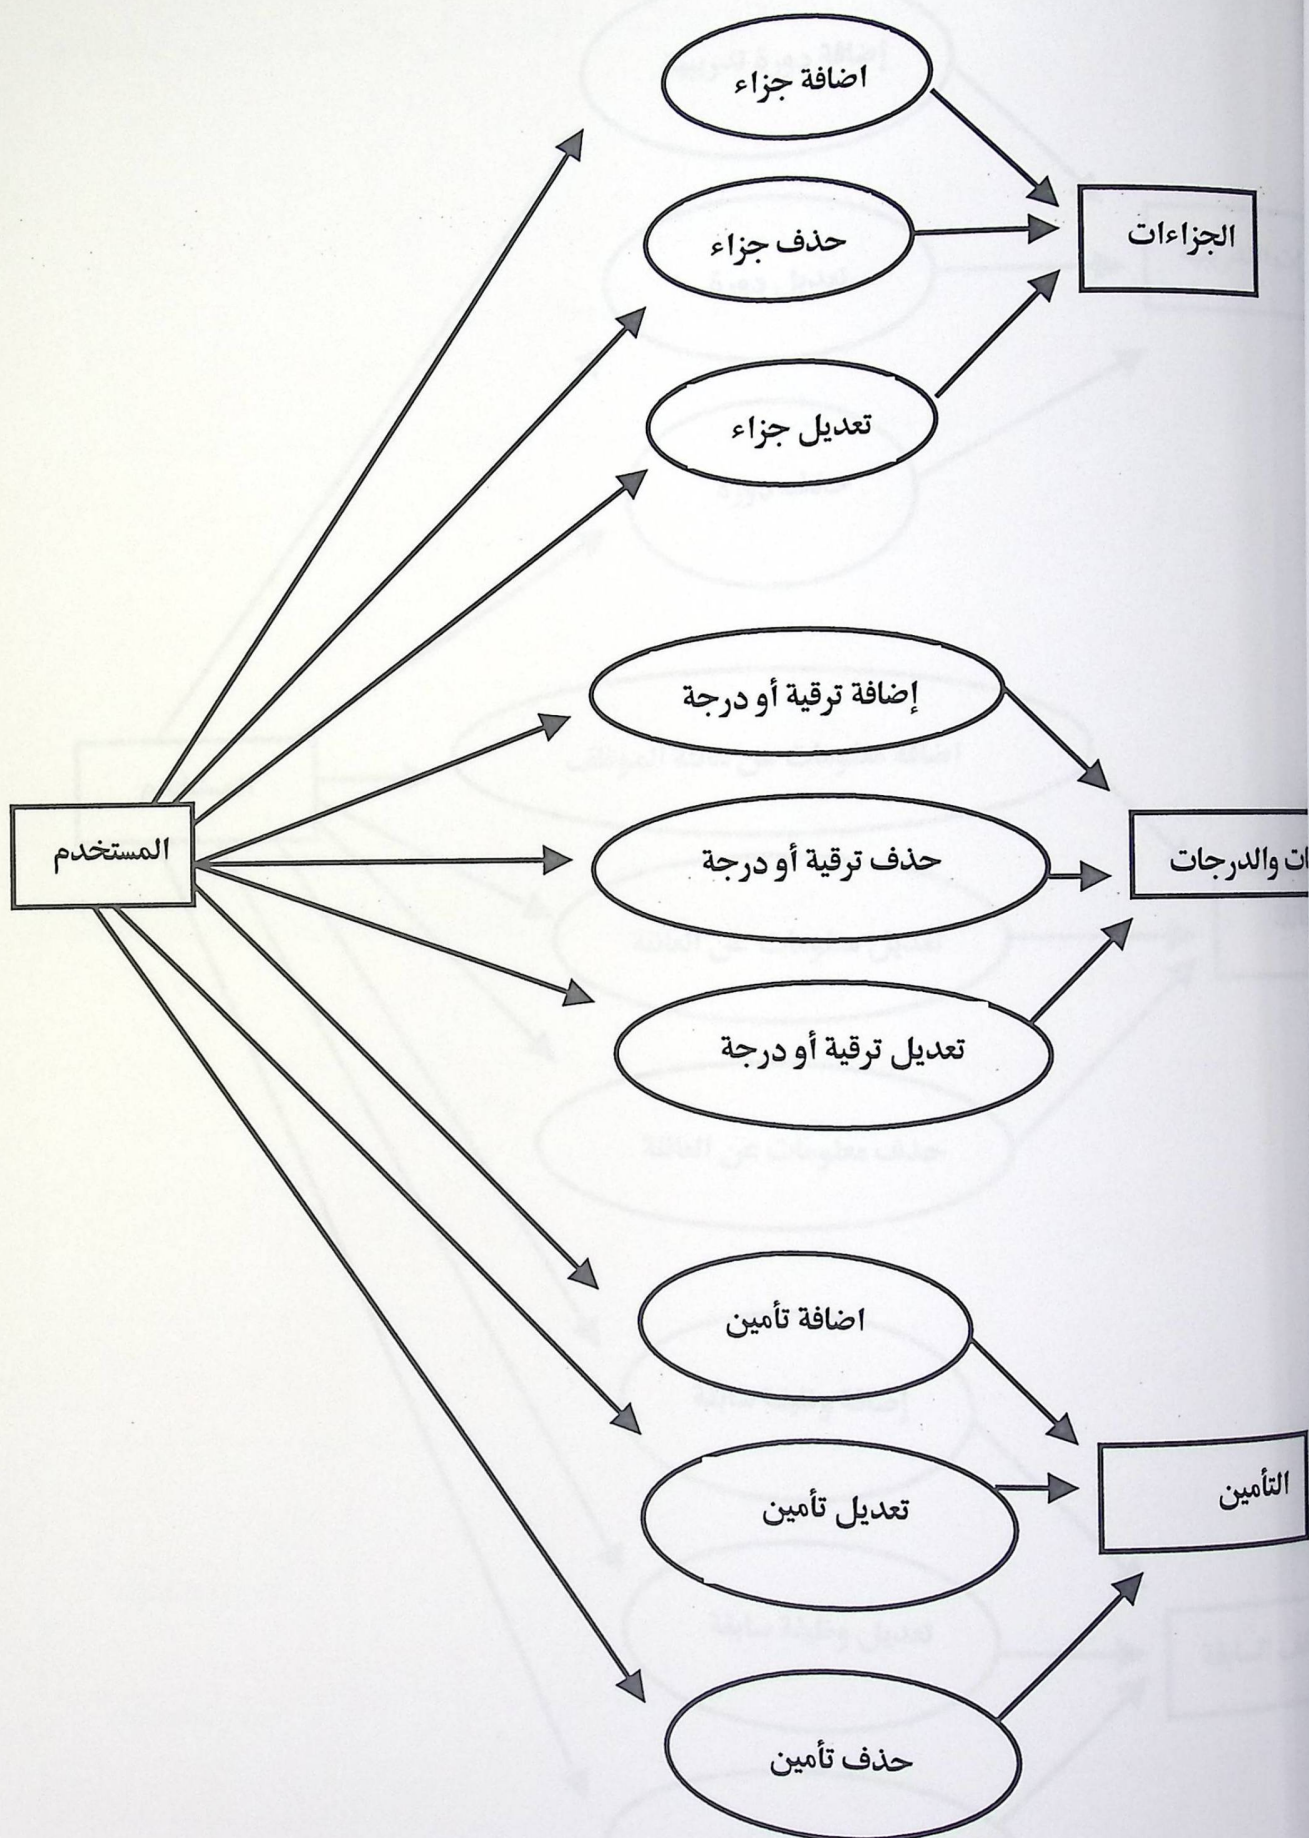 اضافة جزاء
حذف جزاء
الجزاءات
تعديل جزاء
إضافة ترقية أو درجة
المستخدم
حذف ترقية أو درجة
والدرجات
تعديل ترقية أو درجة
اضافة تأمين
تعديل تأمين
التأمين
حذف تأمين